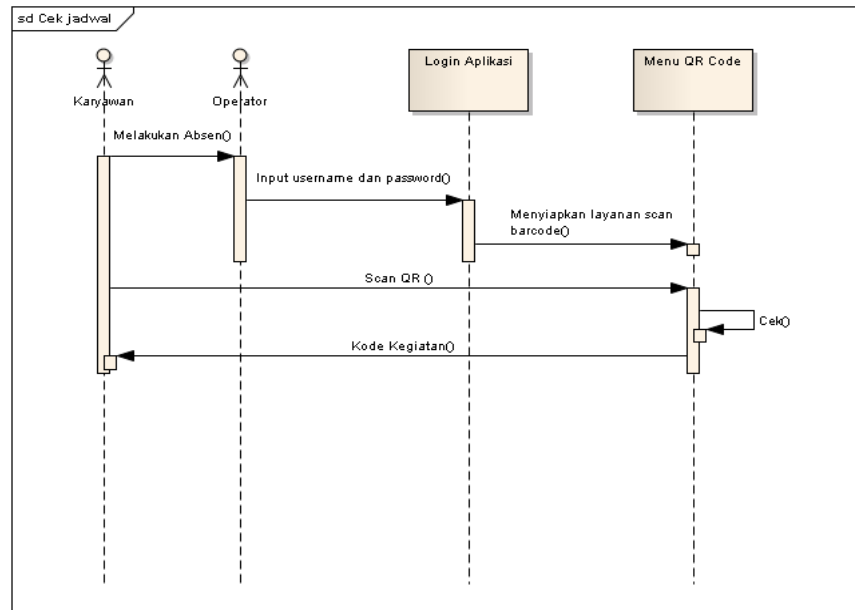 sd Cek jadwal
Karyawan
Operator
Login Aplikasi
Menu QR Code
Melakukan Absen()
Input username dan password()
Menyiapkan layanan scan
barcode()
Scan QR ()
Cek()
Kode Kegiatan()